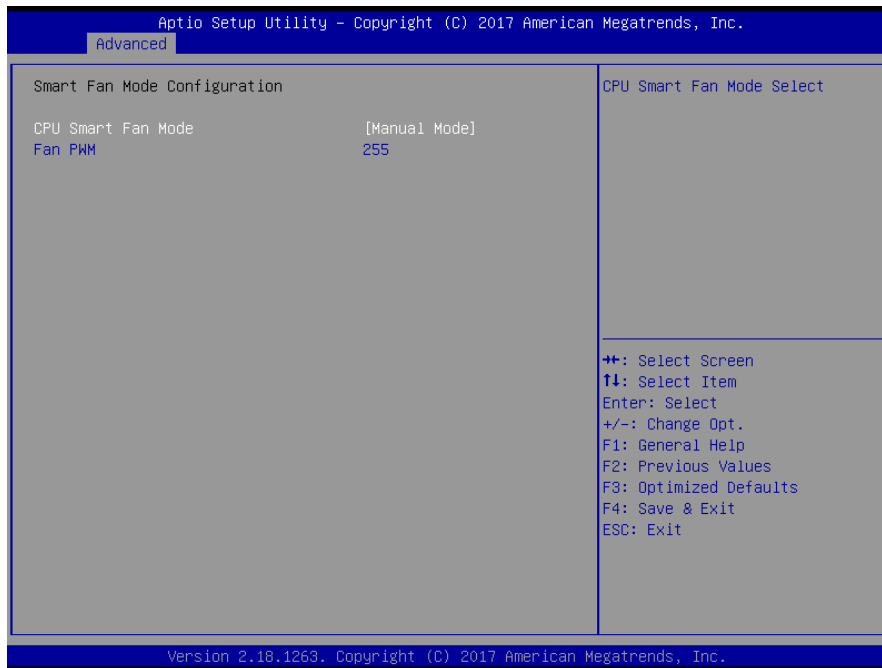 Aptio Setup Utility – Copyright (C) 2017 American Megatrends, Inc.
Advanced
Smart Fan Mode Configuration
CPU Smart Fan Mode [Manual Mode]
Fan PWM 255
CPU Smart Fan Mode Select
→←: Select Screen
↑↓: Select Item
Enter: Select
+/-: Change Opt.
F1: General Help
F2: Previous Values
F3: Optimized Defaults
F4: Save & Exit
ESC: Exit
Version 2.18.1263. Copyright (C) 2017 American Megatrends, Inc.